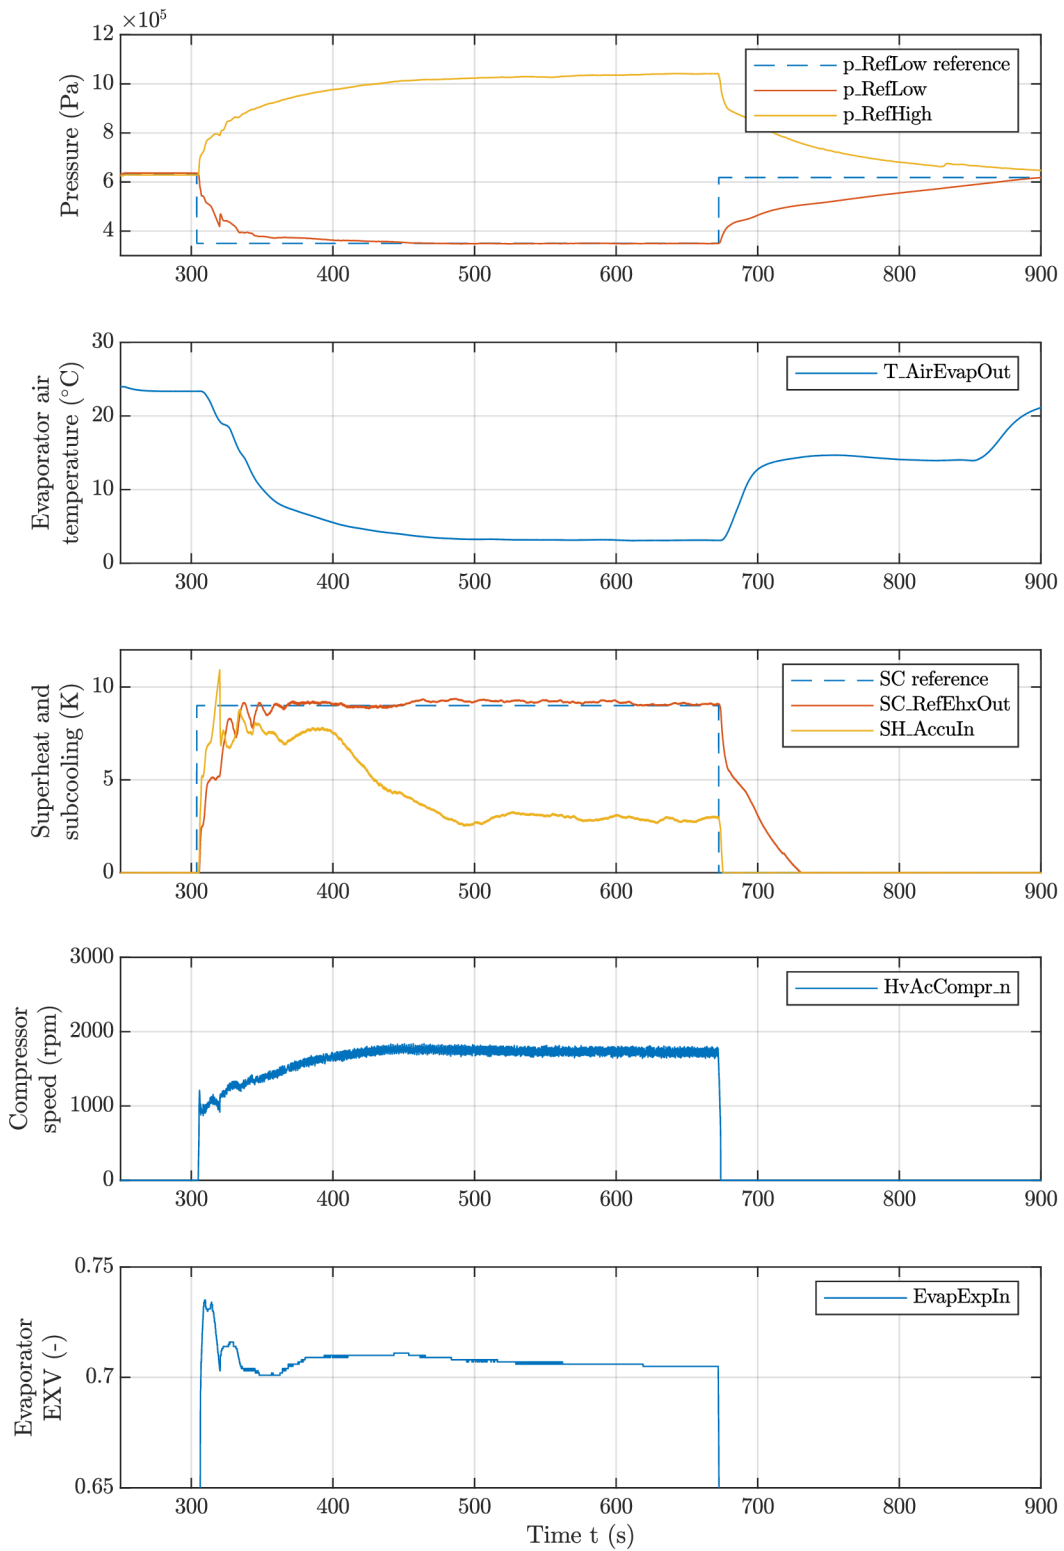 ×10⁵
12
10
8
6
4
Pressure (Pa)
p_RefLow reference
p_RefLow
p_RefHigh
300 400 500 600 700 800 900
30
20
10
0
Evaporator air
temperature (°C)
T_AirEvapOut
300 400 500 600 700 800 900
10
5
0
Superheat and
subcooling (K)
SC reference
SC_RefEhxOut
SH_AccuIn
300 400 500 600 700 800 900
3000
2000
1000
0
Compressor
speed (rpm)
HvAcCompr_n
300 400 500 600 700 800 900
0.75
0.7
0.65
Evaporator
EXV (-)
EvapExpIn
300 400 500 600 700 800 900
Time t (s)